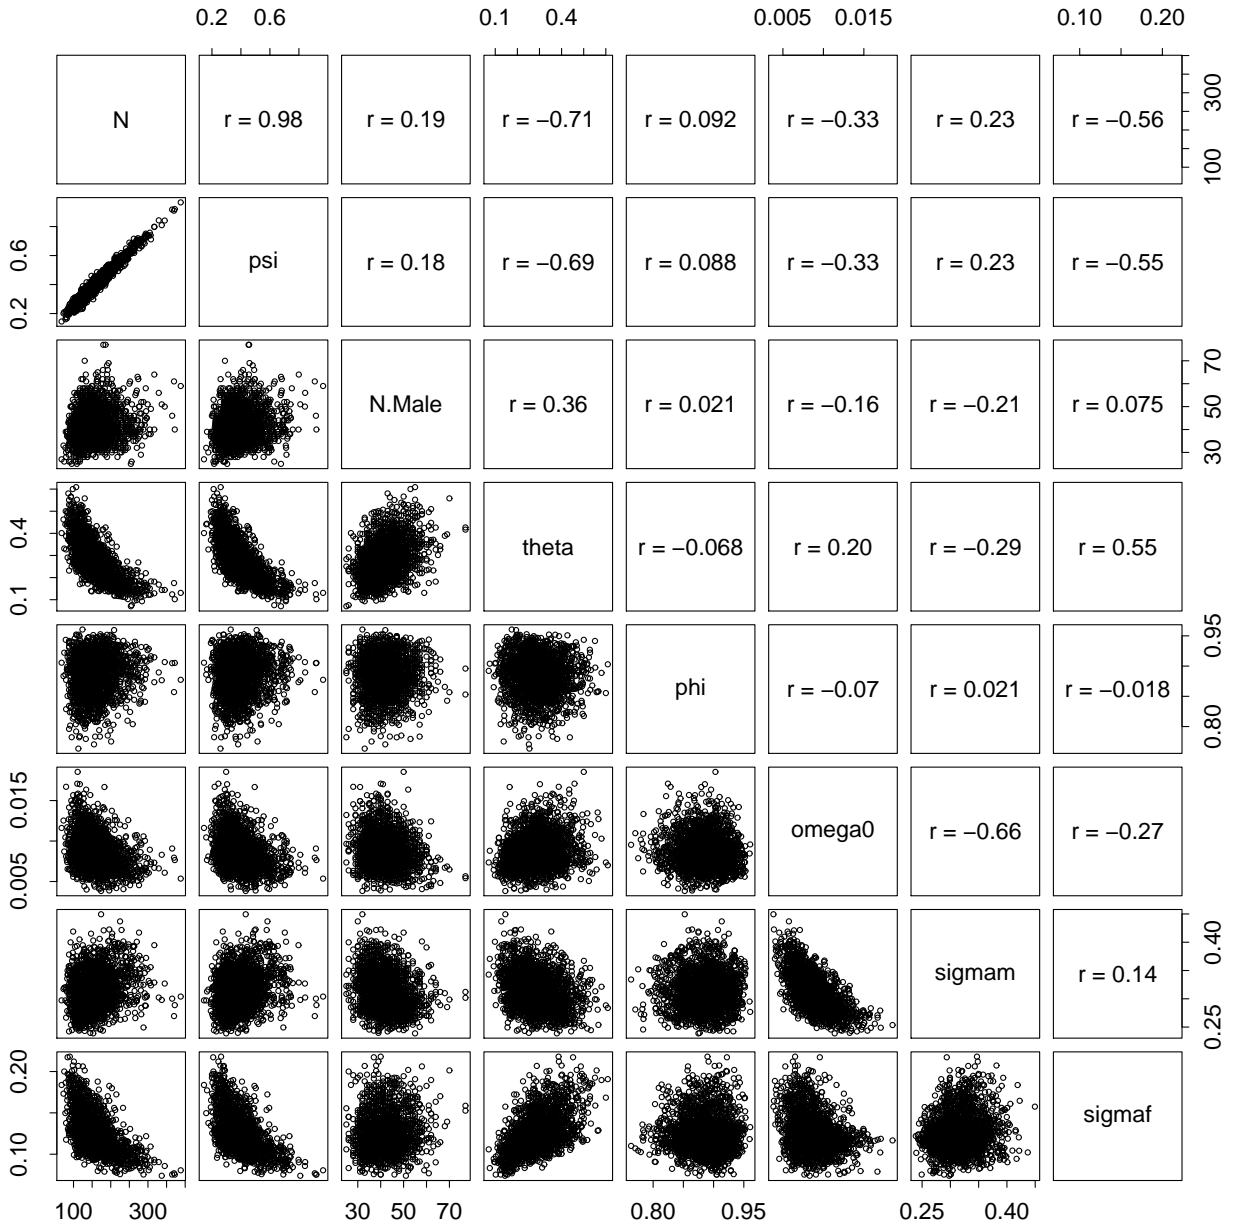 0.2 0.6 0.1 0.4 0.005 0.015 0.10 0.20
N r = 0.98 r = 0.19 r = −0.71 r = 0.092 r = −0.33 r = 0.23 r = −0.56 100 300
0.2 0.6 psi r = 0.18 r = −0.69 r = 0.088 r = −0.33 r = 0.23 r = −0.55
N.Male r = 0.36 r = 0.021 r = −0.16 r = −0.21 r = 0.075 30 50 70
0.1 0.4 theta r = −0.068 r = 0.20 r = −0.29 r = 0.55
phi r = −0.07 r = 0.021 r = −0.018 0.80 0.95
0.005 0.015 omega0 r = −0.66 r = −0.27
sigmam r = 0.14 0.25 0.40
0.10 0.20 sigmaf
100 300 30 50 70 0.80 0.95 0.25 0.40